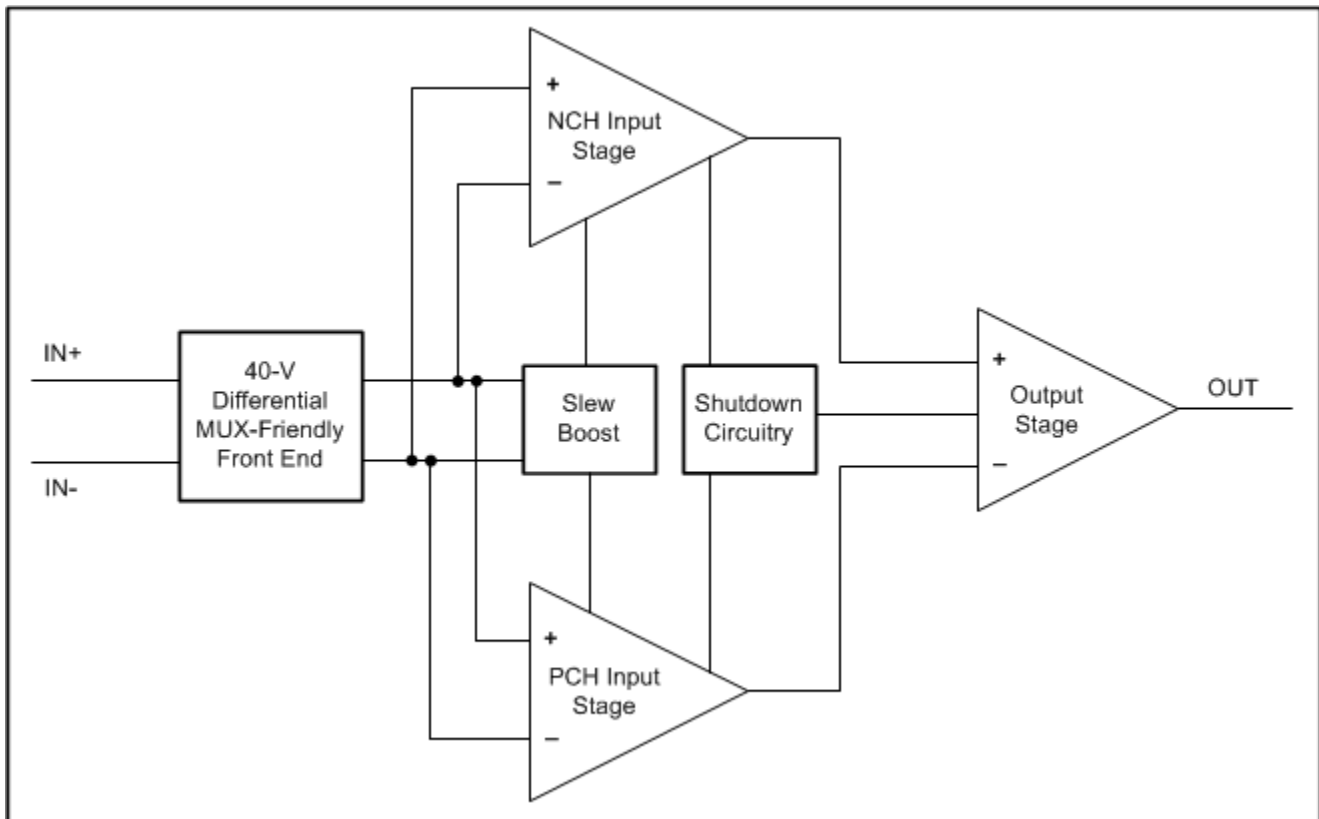 +
NCH Input
Stage
–
IN+
40-V
Differential
MUX-Friendly
Front End
IN-
Slew
Boost
Shutdown
Circuitry
+
Output
Stage
–
OUT
+
PCH Input
Stage
–